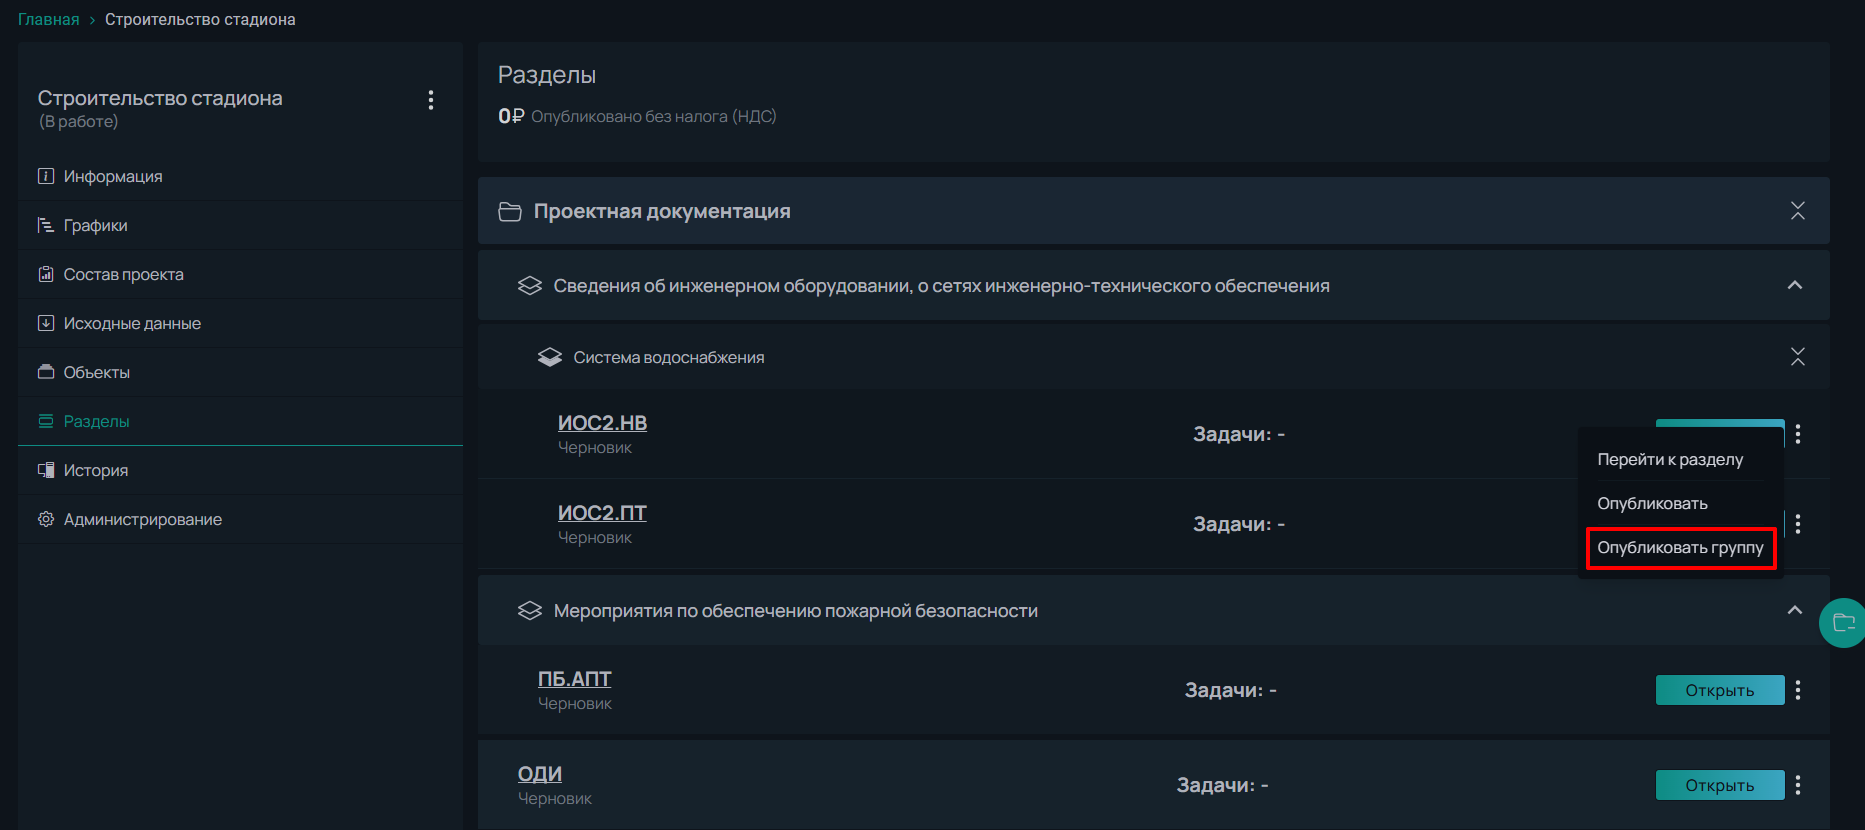 Главная > Строительство стадиона
Строительство стадиона
(В работе)
Информация
Графики
Состав проекта
Исходные данные
Объекты
Разделы
История
Администрирование
Разделы
0₽ Опубликовано без налога (НДС)
Проектная документация
Сведения об инженерном оборудовании, о сетях инженерно-технического обеспечения
Система водоснабжения
ИОС2.НВ
Черновик
Задачи: -
Перейти к разделу
Опубликовать
Опубликовать группу
ИОС2.ПТ
Черновик
Задачи: -
Мероприятия по обеспечению пожарной безопасности
ПБ.АПТ
Черновик
Задачи: -
Открыть
ОДИ
Черновик
Задачи: -
Открыть